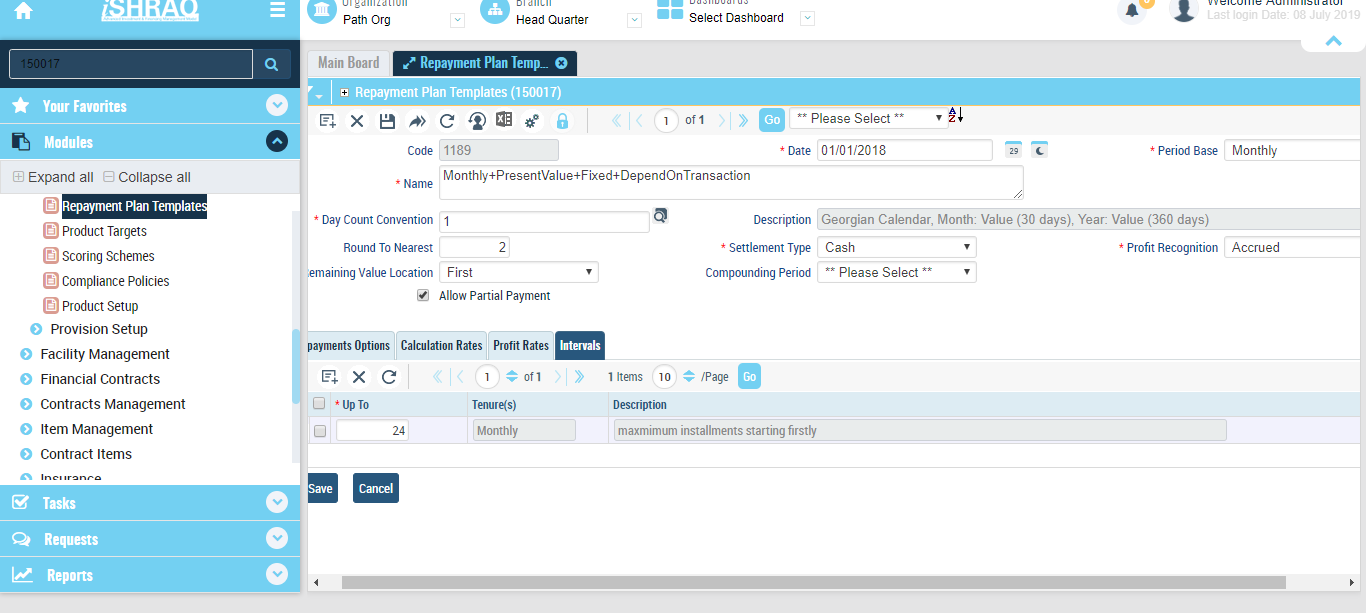 iSHRAQ
Organization
Path Org
Branch
Head Quarter
Dashboards
Select Dashboard
Welcome Administrator
Last login Date: 08 July 2019
150017
Main Board
Repayment Plan Temp...
Your Favorites
Repayment Plan Templates (150017)
Modules
1 of 1
Go
** Please Select **
A
Z
Expand all
Collapse all
Code
1189
* Date
01/01/2018
29
* Period Base
Monthly
* Name
Monthly+PresentValue+Fixed+DependOnTransaction
Repayment Plan Templates
Product Targets
Scoring Schemes
Compliance Policies
Product Setup
Provision Setup
Facility Management
Financial Contracts
Contracts Management
Item Management
Contract Items
Insurance
Tasks
Requests
Reports
* Day Count Convention
1
Description
Georgian Calendar, Month: Value (30 days), Year: Value (360 days)
Round To Nearest
2
* Settlement Type
Cash
* Profit Recognition
Accrued
emaining Value Location
First
Compounding Period
** Please Select **
Allow Partial Payment
payments Options
Calculation Rates
Profit Rates
Intervals
1 of 1
1 Items
10
/Page
Go
* Up To
Tenure(s)
Description
24
Monthly
maxmimum installments starting firstly
Save
Cancel